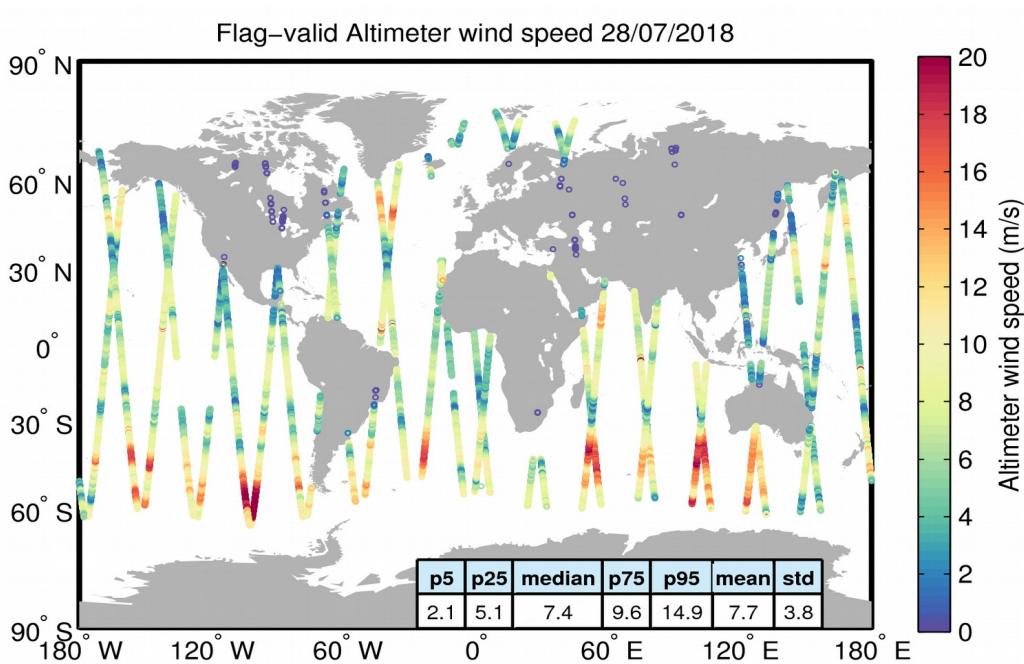 Flag−valid Altimeter wind speed 28/07/2018
90° N
60° N
30° N
0°
30° S
60° S
90° S
180° W
120° W
60° W
0°
60° E
120° E
180° E
20
18
16
14
12
10
8
6
4
2
0
Altimeter wind speed (m/s)
p5 p25 median p75 p95 mean std
2.1 5.1 7.4 9.6 14.9 7.7 3.8